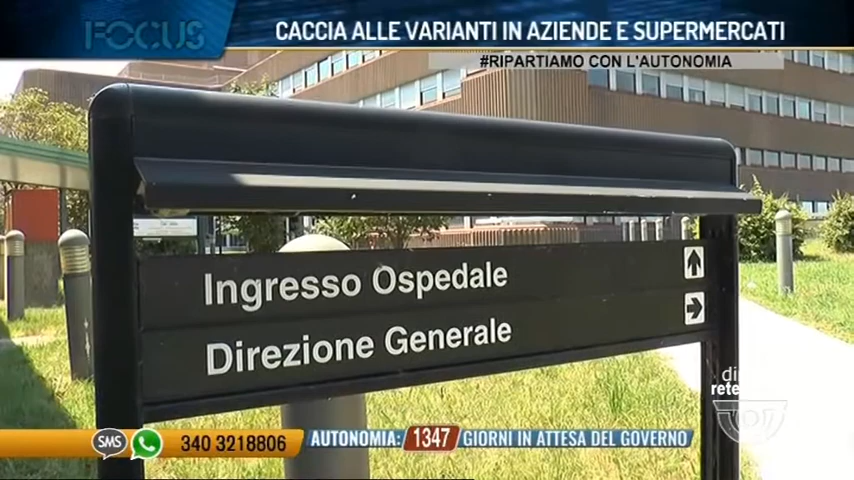 FOCUS
CACCIA ALLE VARIANTI IN AZIENDE E SUPERMERCATI
#RIPARTIAMO CON L'AUTONOMIA
Ingresso Ospedale
Direzione Generale
SMS
340 3218806
AUTONOMIA: 1347 GIORNI IN ATTESA DEL GOVERNO